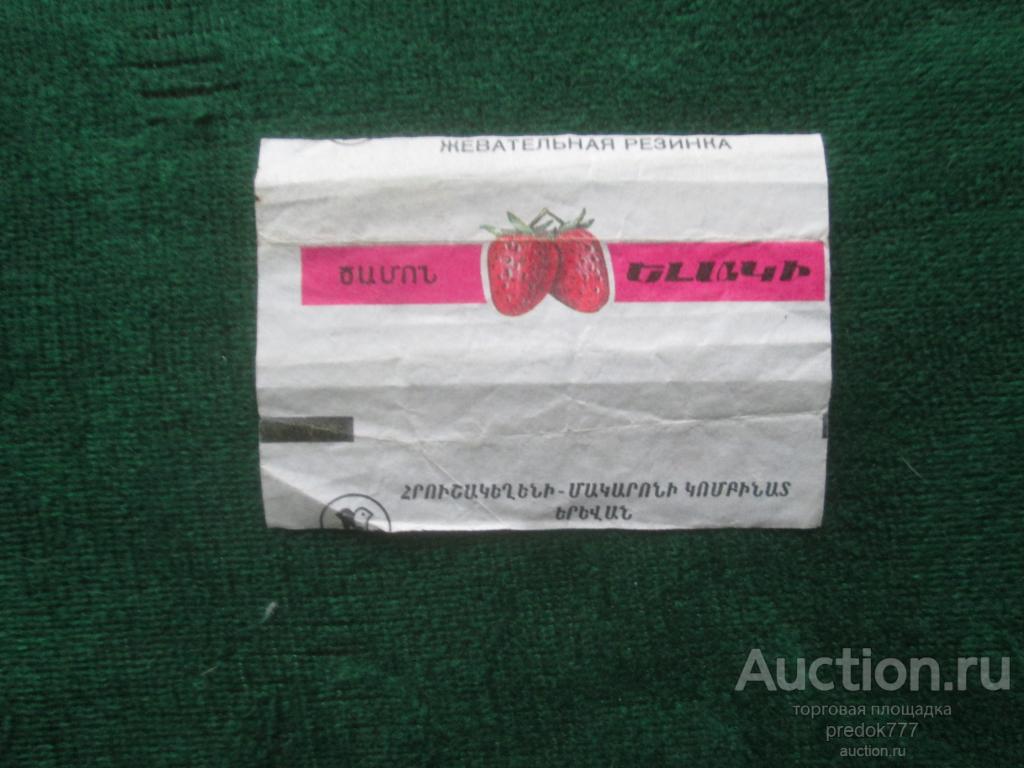 ЖЕВАТЕЛЬНАЯ РЕЗИНКА
ԾԱՄՈՆ ԵԼԱԿԻ
ՀՐՈՒՇԱԿԵՂԵՆԻ-ՄԱԿԱՐՈՆԻ ԿՈՄԲԻՆԱՏ
ԵՐԵՎԱՆ
Auction.ru
торговая площадка
predok777
auction.ru